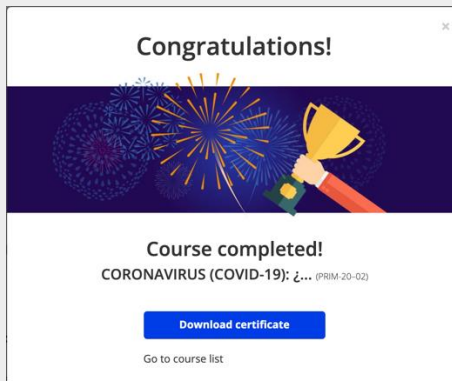 ×
Congratulations!
Course completed!
CORONAVIRUS (COVID-19): ¿... (PRIM-20-02)
Download certificate
Go to course list